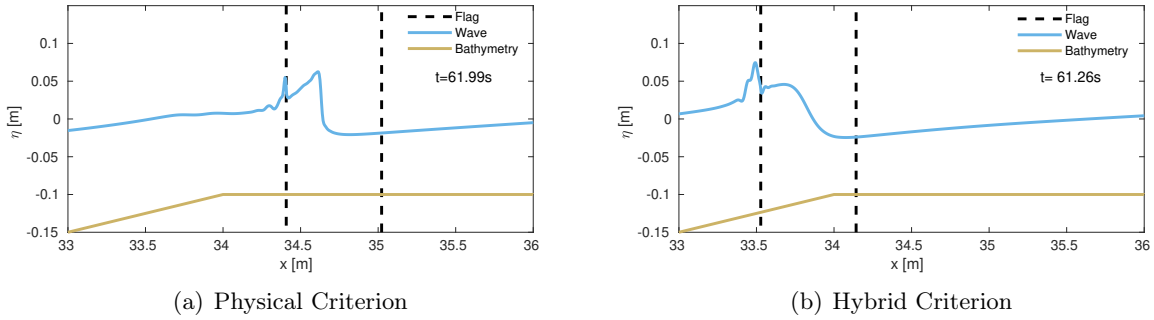 Flag
Wave
Bathymetry
t=61.99s
0.1
0.05
0
-0.05
-0.1
-0.15
η [m]
33 33.5 34 34.5 35 35.5 36
x [m]
(a) Physical Criterion
Flag
Wave
Bathymetry
t= 61.26s
0.1
0.05
0
-0.05
-0.1
-0.15
η [m]
33 33.5 34 34.5 35 35.5 36
x [m]
(b) Hybrid Criterion